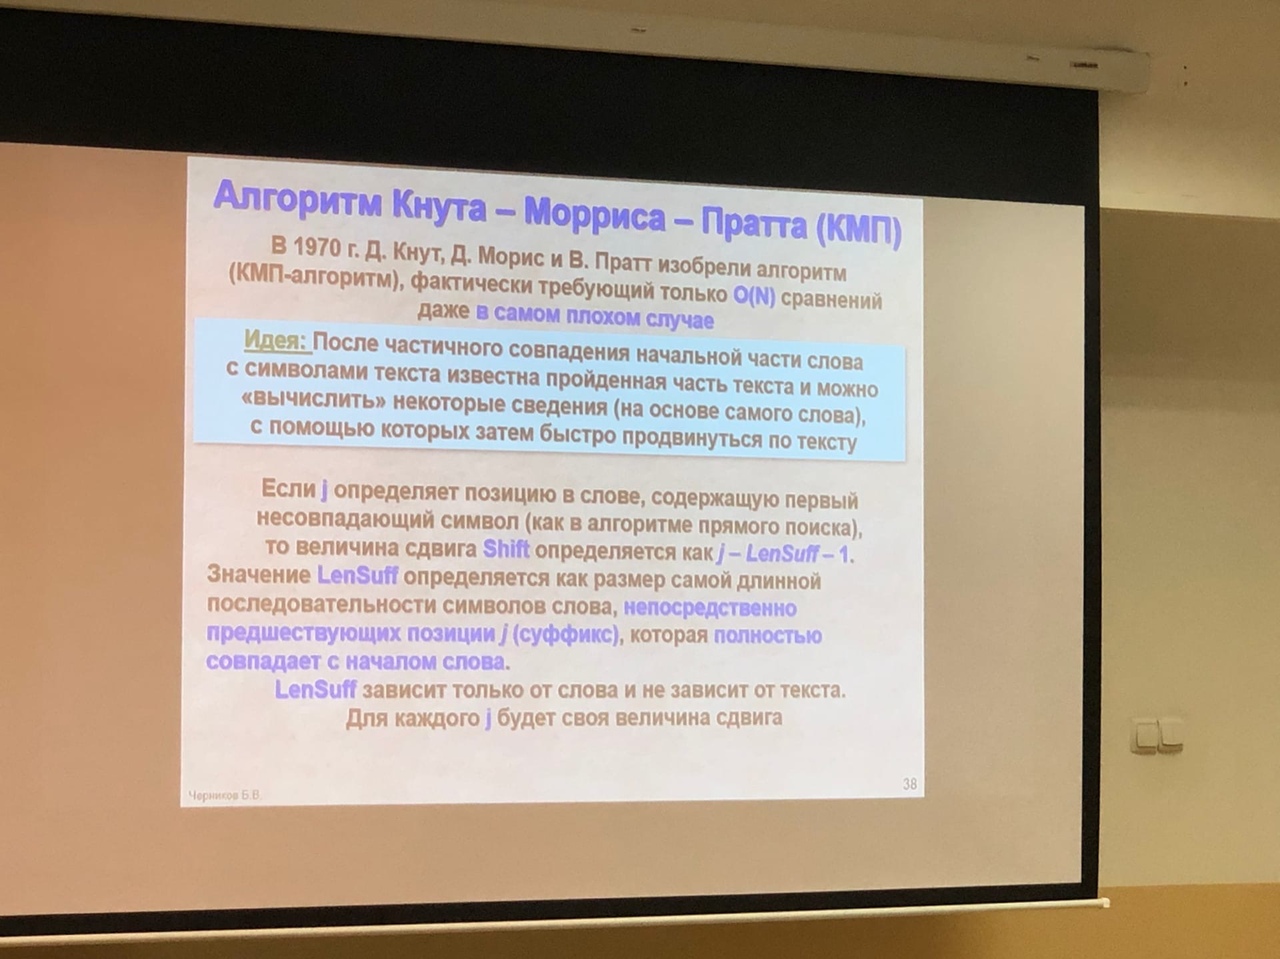 Алгоритм Кнута – Морриса – Пратта (КМП)
В 1970 г. Д. Кнут, Д. Морис и В. Пратт изобрели алгоритм
(КМП-алгоритм), фактически требующий только O(N) сравнений
даже в самом плохом случае
Идея: После частичного совпадения начальной части слова
с символами текста известна пройденная часть текста и можно
«вычислить» некоторые сведения (на основе самого слова),
с помощью которых затем быстро продвинуться по тексту
Если j определяет позицию в слове, содержащую первый
несовпадающий символ (как в алгоритме прямого поиска),
то величина сдвига Shift определяется как j – LenSuff – 1.
Значение LenSuff определяется как размер самой длинной
последовательности символов слова, непосредственно
предшествующих позиции j (суффикс), которая полностью
совпадает с началом слова.
LenSuff зависит только от слова и не зависит от текста.
Для каждого j будет своя величина сдвига
Черников Б.В.
38